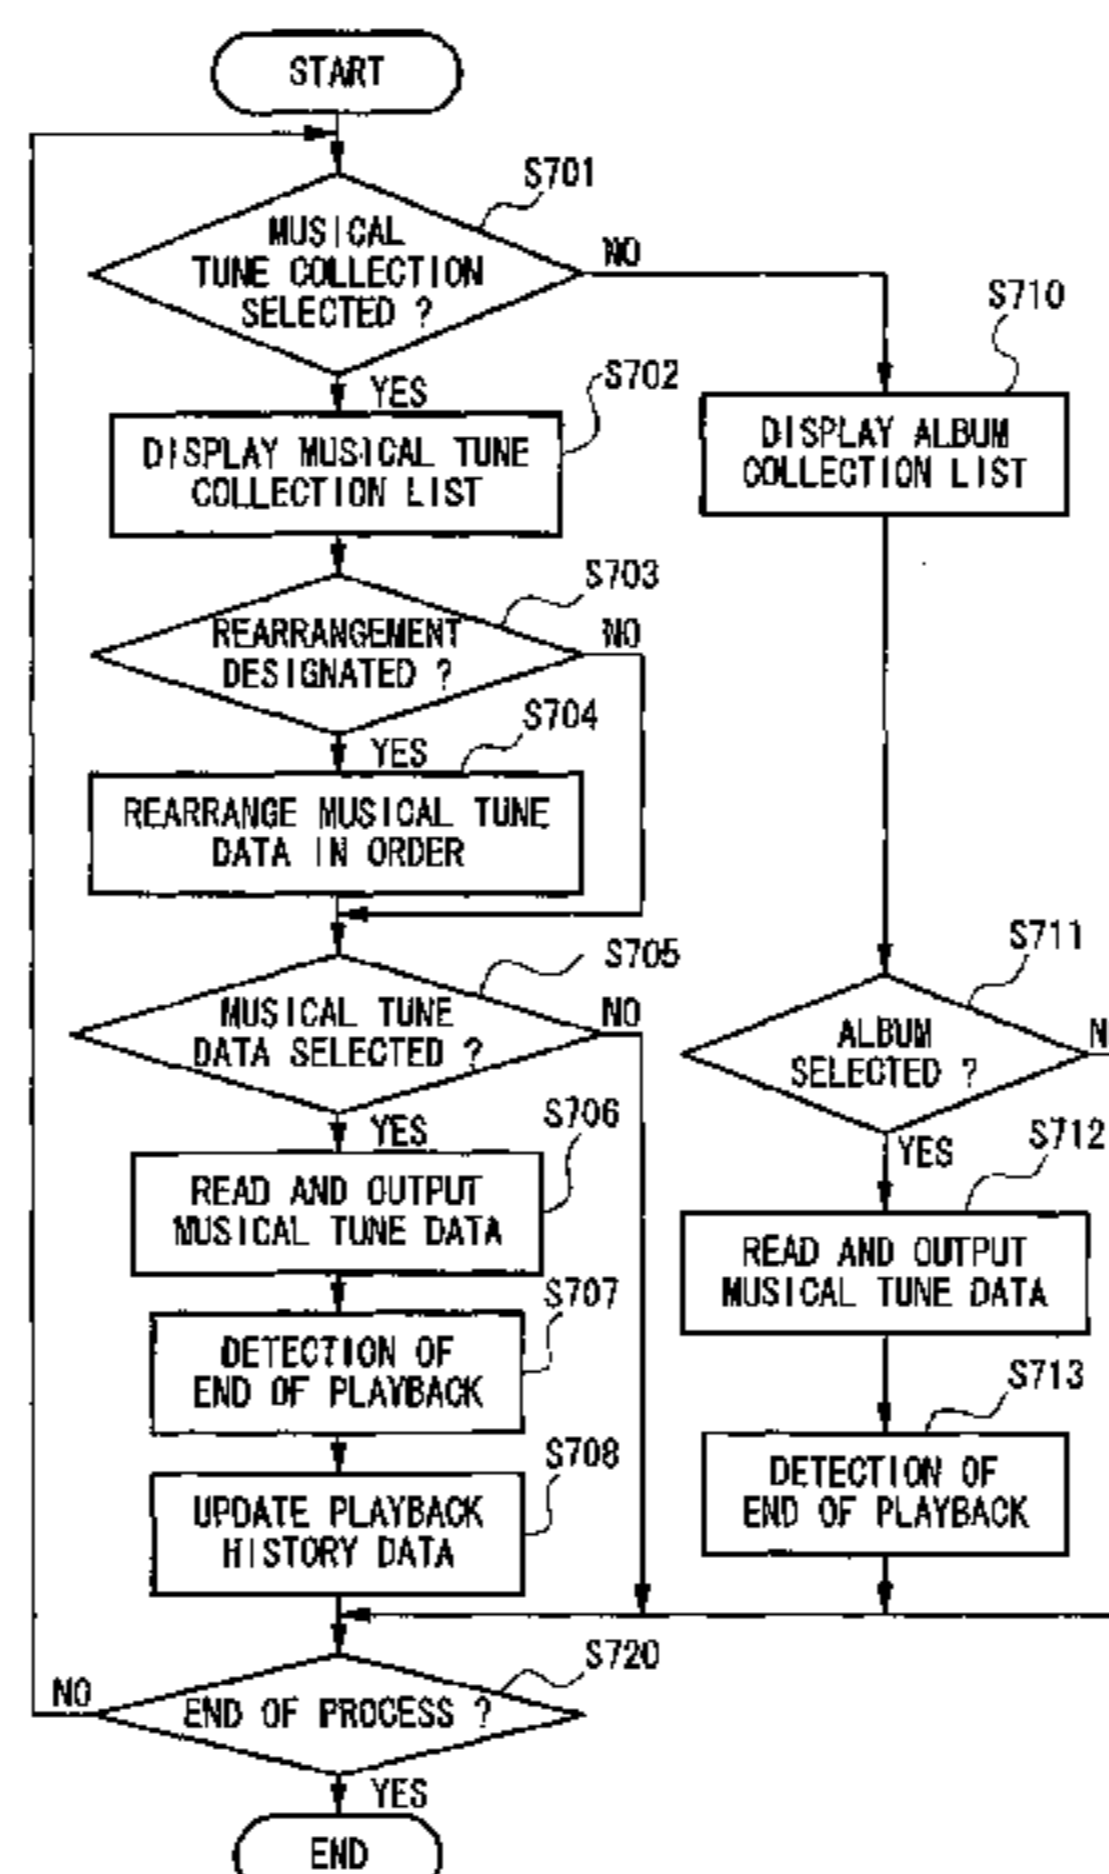 START
S701
MUSICAL
TUNE COLLECTION
SELECTED ?
NO
YES
S702
DISPLAY MUSICAL TUNE
COLLECTION LIST
S703
REARRANGEMENT
DESIGNATED ?
NO
YES
S704
REARRANGE MUSICAL TUNE
DATA IN ORDER
S705
MUSICAL TUNE
DATA SELECTED ?
NO
YES
S706
READ AND OUTPUT
MUSICAL TUNE DATA
S707
DETECTION OF
END OF PLAYBACK
S708
UPDATE PLAYBACK
HISTORY DATA
S710
DISPLAY ALBUM
COLLECTION LIST
S711
ALBUM
SELECTED ?
YES
S712
READ AND OUTPUT
MUSICAL TUNE DATA
S713
DETECTION OF
END OF PLAYBACK
S720
END OF PROCESS ?
NO
YES
END